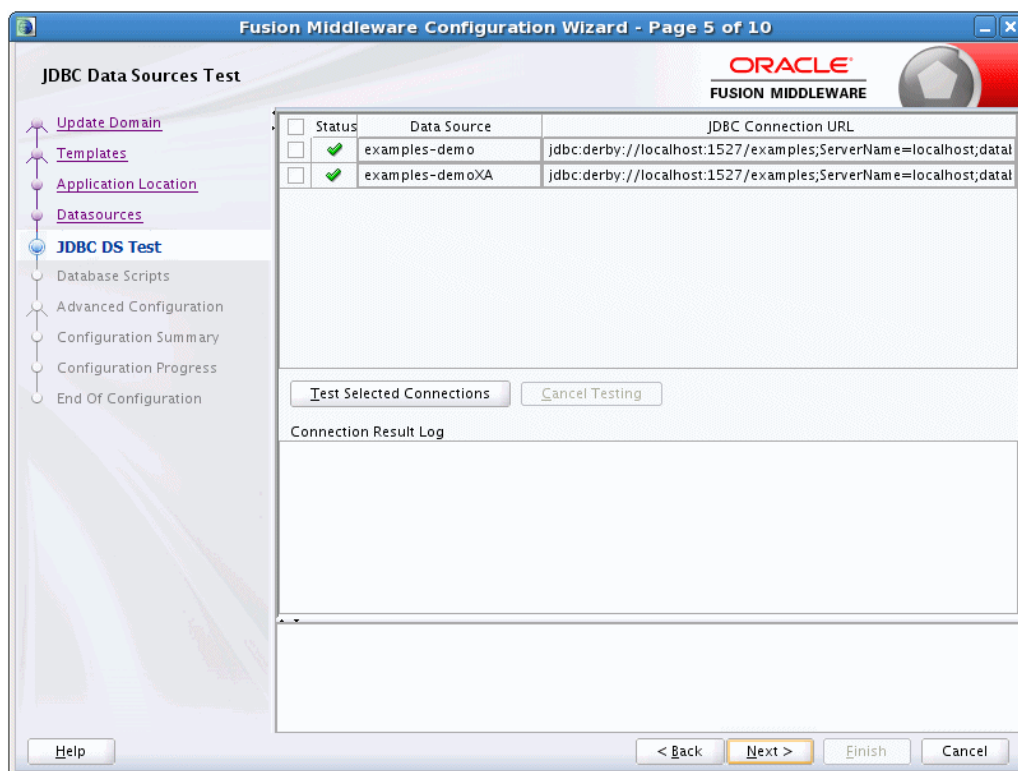 Fusion Middleware Configuration Wizard - Page 5 of 10
JDBC Data Sources Test
ORACLE
FUSION MIDDLEWARE
Update Domain
Templates
Application Location
Datasources
JDBC DS Test
Database Scripts
Advanced Configuration
Configuration Summary
Configuration Progress
End Of Configuration
Status Data Source JDBC Connection URL
examples-demo jdbc:derby://localhost:1527/examples;ServerName=localhost;datab
examples-demoXA jdbc:derby://localhost:1527/examples;ServerName=localhost;datab
Test Selected Connections Cancel Testing
Connection Result Log
Help < Back Next > Finish Cancel